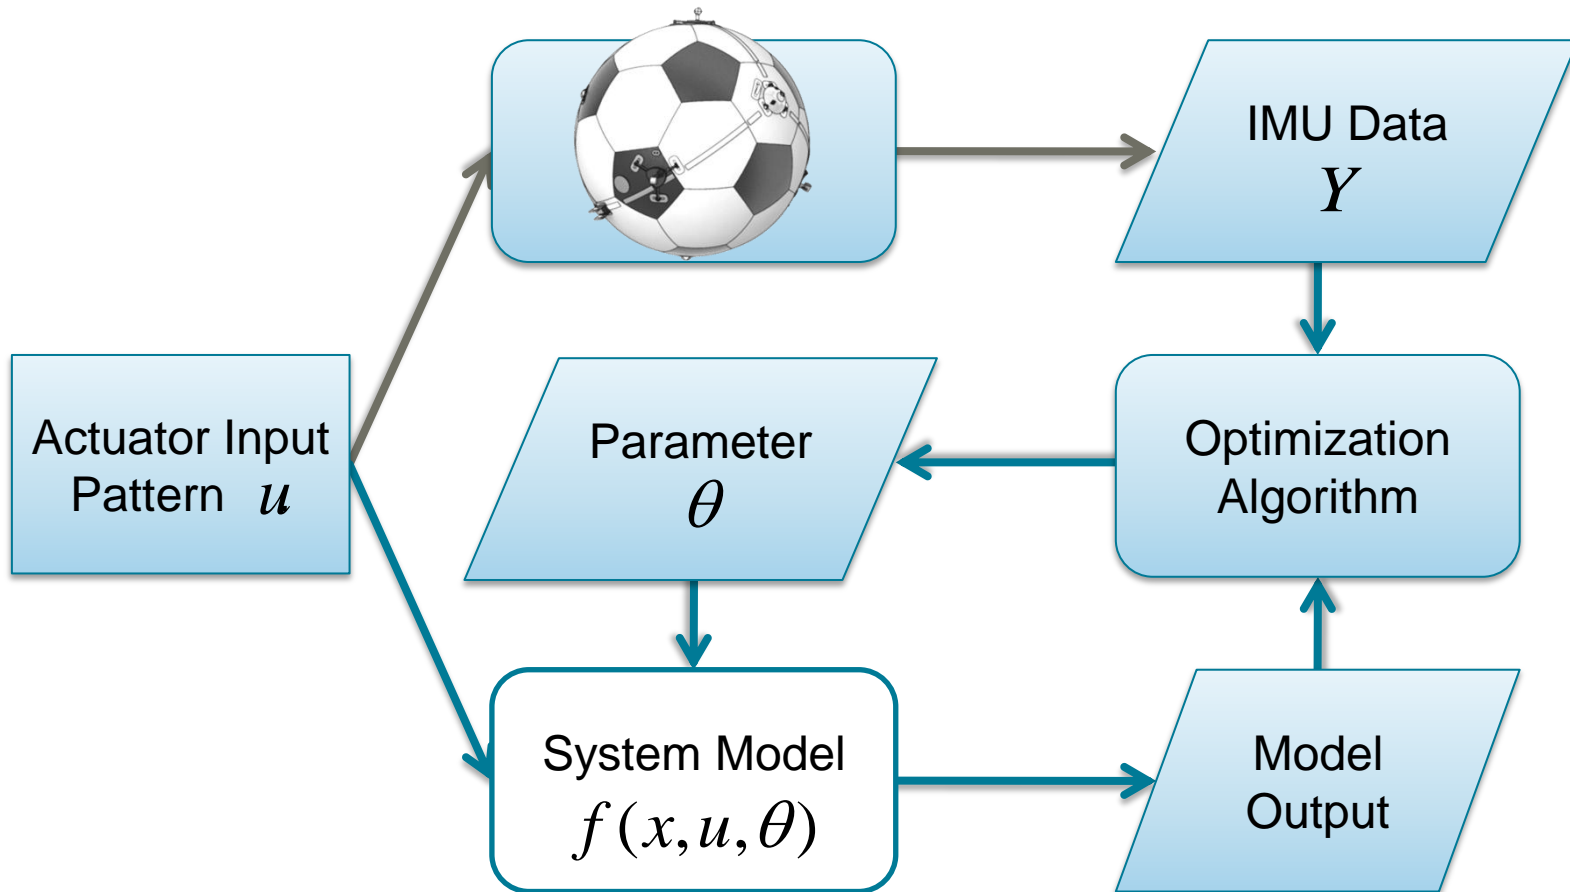 IMU Data
Y
Actuator Input
Pattern u
Parameter
θ
Optimization
Algorithm
System Model
f(x,u,θ)
Model
Output